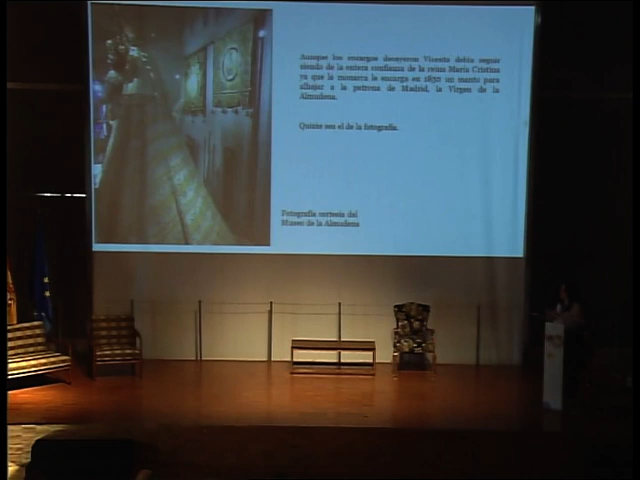 Aunque los encargos decayeron Vicente debía seguir
siendo de la entera confianza de la reina María Cristina
ya que la monarca le encarga en 1832 un manto para
alhajar a la patrona de Madrid, la Virgen de la
Almudena.
Quizás sea el de la fotografía.
Fotografía cortesía del
Museo de la Almudena